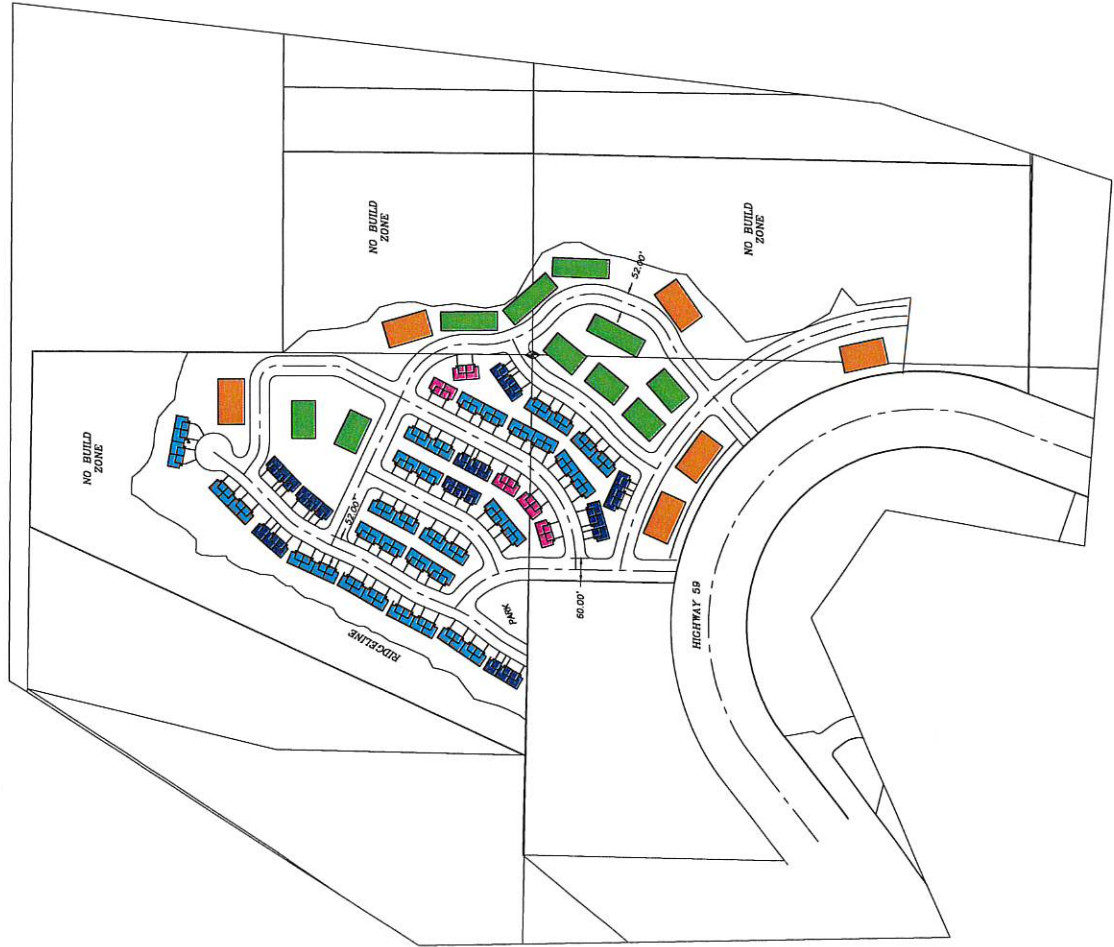 NO BUILD
ZONE
NO BUILD
ZONE
52.00'
NO BUILD
ZONE
52.00'
PARK
60.00'
RIDGELINE
HIGHWAY 59